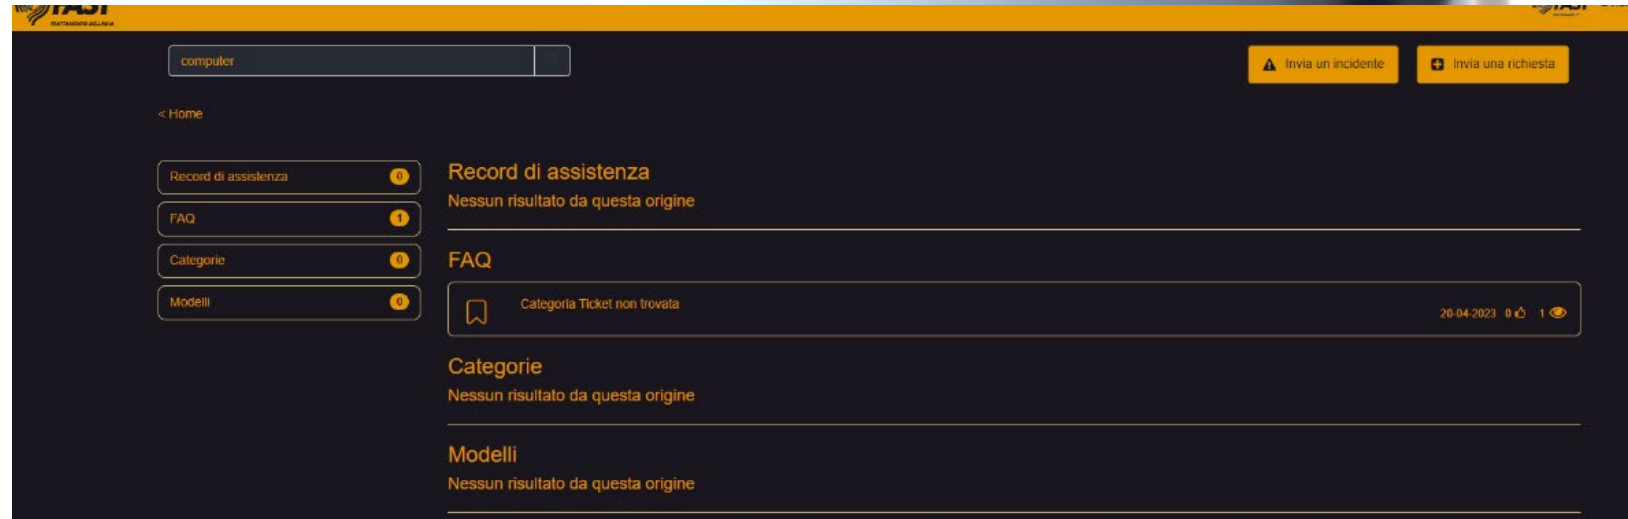 FAST
computer
Invia un incidente
Invia una richiesta
< Home
Record di assistenza 0
FAQ 1
Categorie 0
Modelli 0
Record di assistenza
Nessun risultato da questa origine
FAQ
Categoria Ticket non trovata
20-04-2023 0 1
Categorie
Nessun risultato da questa origine
Modelli
Nessun risultato da questa origine